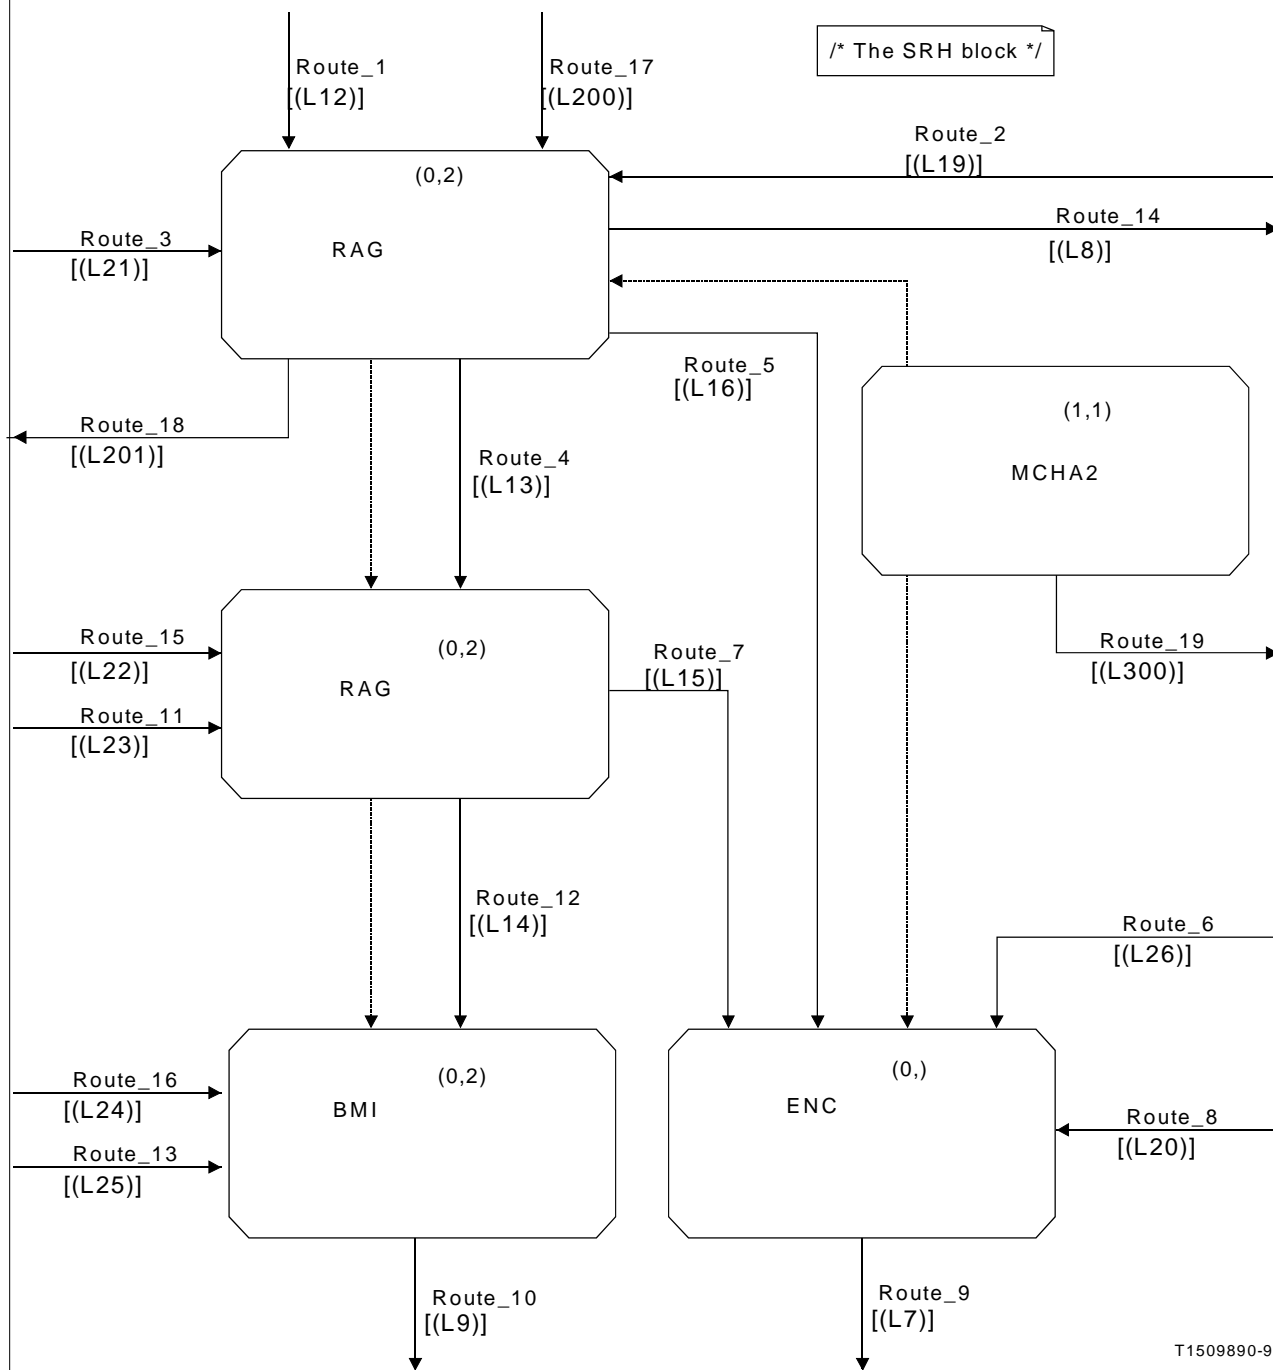 /* The SRH block */
Route_1
[(L12)]
Route_17
[(L200)]
Route_2
[(L19)]
(0,2)
RAG
Route_14
[(L8)]
Route_3
[(L21)]
Route_5
[(L16)]
(1,1)
MCHA2
Route_18
[(L201)]
Route_4
[(L13)]
Route_15
[(L22)]
(0,2)
RAG
Route_7
[(L15)]
Route_19
[(L300)]
Route_11
[(L23)]
Route_12
[(L14)]
Route_6
[(L26)]
Route_16
[(L24)]
(0,2)
BMI
(0,)
ENC
Route_8
[(L20)]
Route_13
[(L25)]
Route_10
[(L9)]
Route_9
[(L7)]
T1509890-9